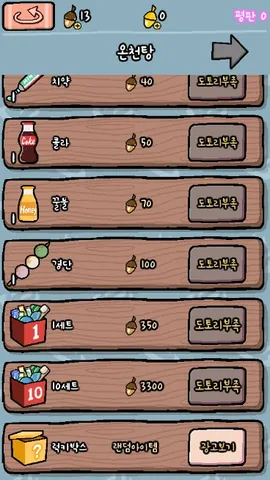 13 0 평판 0
온천탕
치약 40 도토리부족
Coke 콜라 50 도토리부족
Honey 꿀물 70 도토리부족
경단 100 도토리부족
1 1세트 350 도토리부족
10 10세트 3300 도토리부족
? 럭키박스 랜덤아이템 광고보기